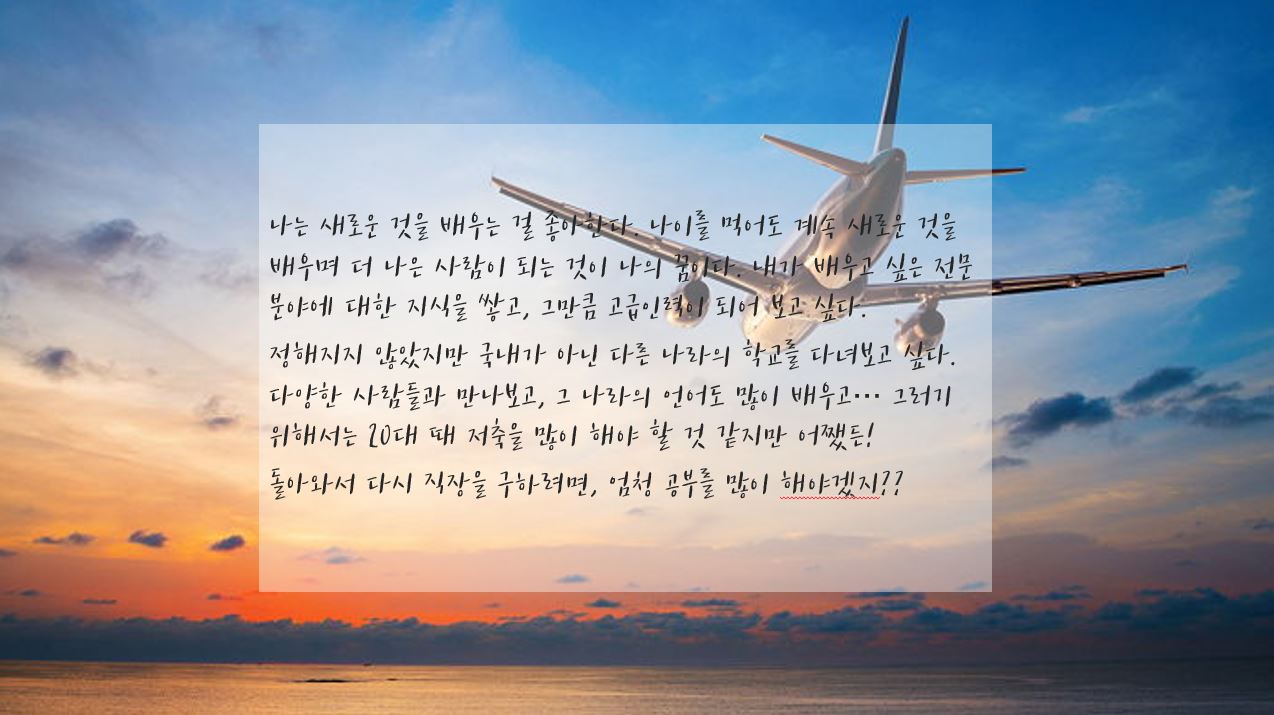 나는 새로운 것을 배우는 걸 좋아한다. 나이를 먹어도 계속 새로운 것을
배우며 더 나은 사람이 되는 것이 나의 꿈이다. 내가 배우고 싶은 전문
분야에 대한 지식을 쌓고, 그만큼 고급인력이 되어 보고 싶다.
정해지지 않았지만 국내가 아닌 다른 나라의 학교를 다녀보고 싶다.
다양한 사람들과 만나보고, 그 나라의 언어도 많이 배우고… 그러기
위해서는 20대 때 저축을 많이 해야 할 것 같지만 어쨌든!
돌아와서 다시 직장을 구하려면, 엄청 공부를 많이 해야겠지??